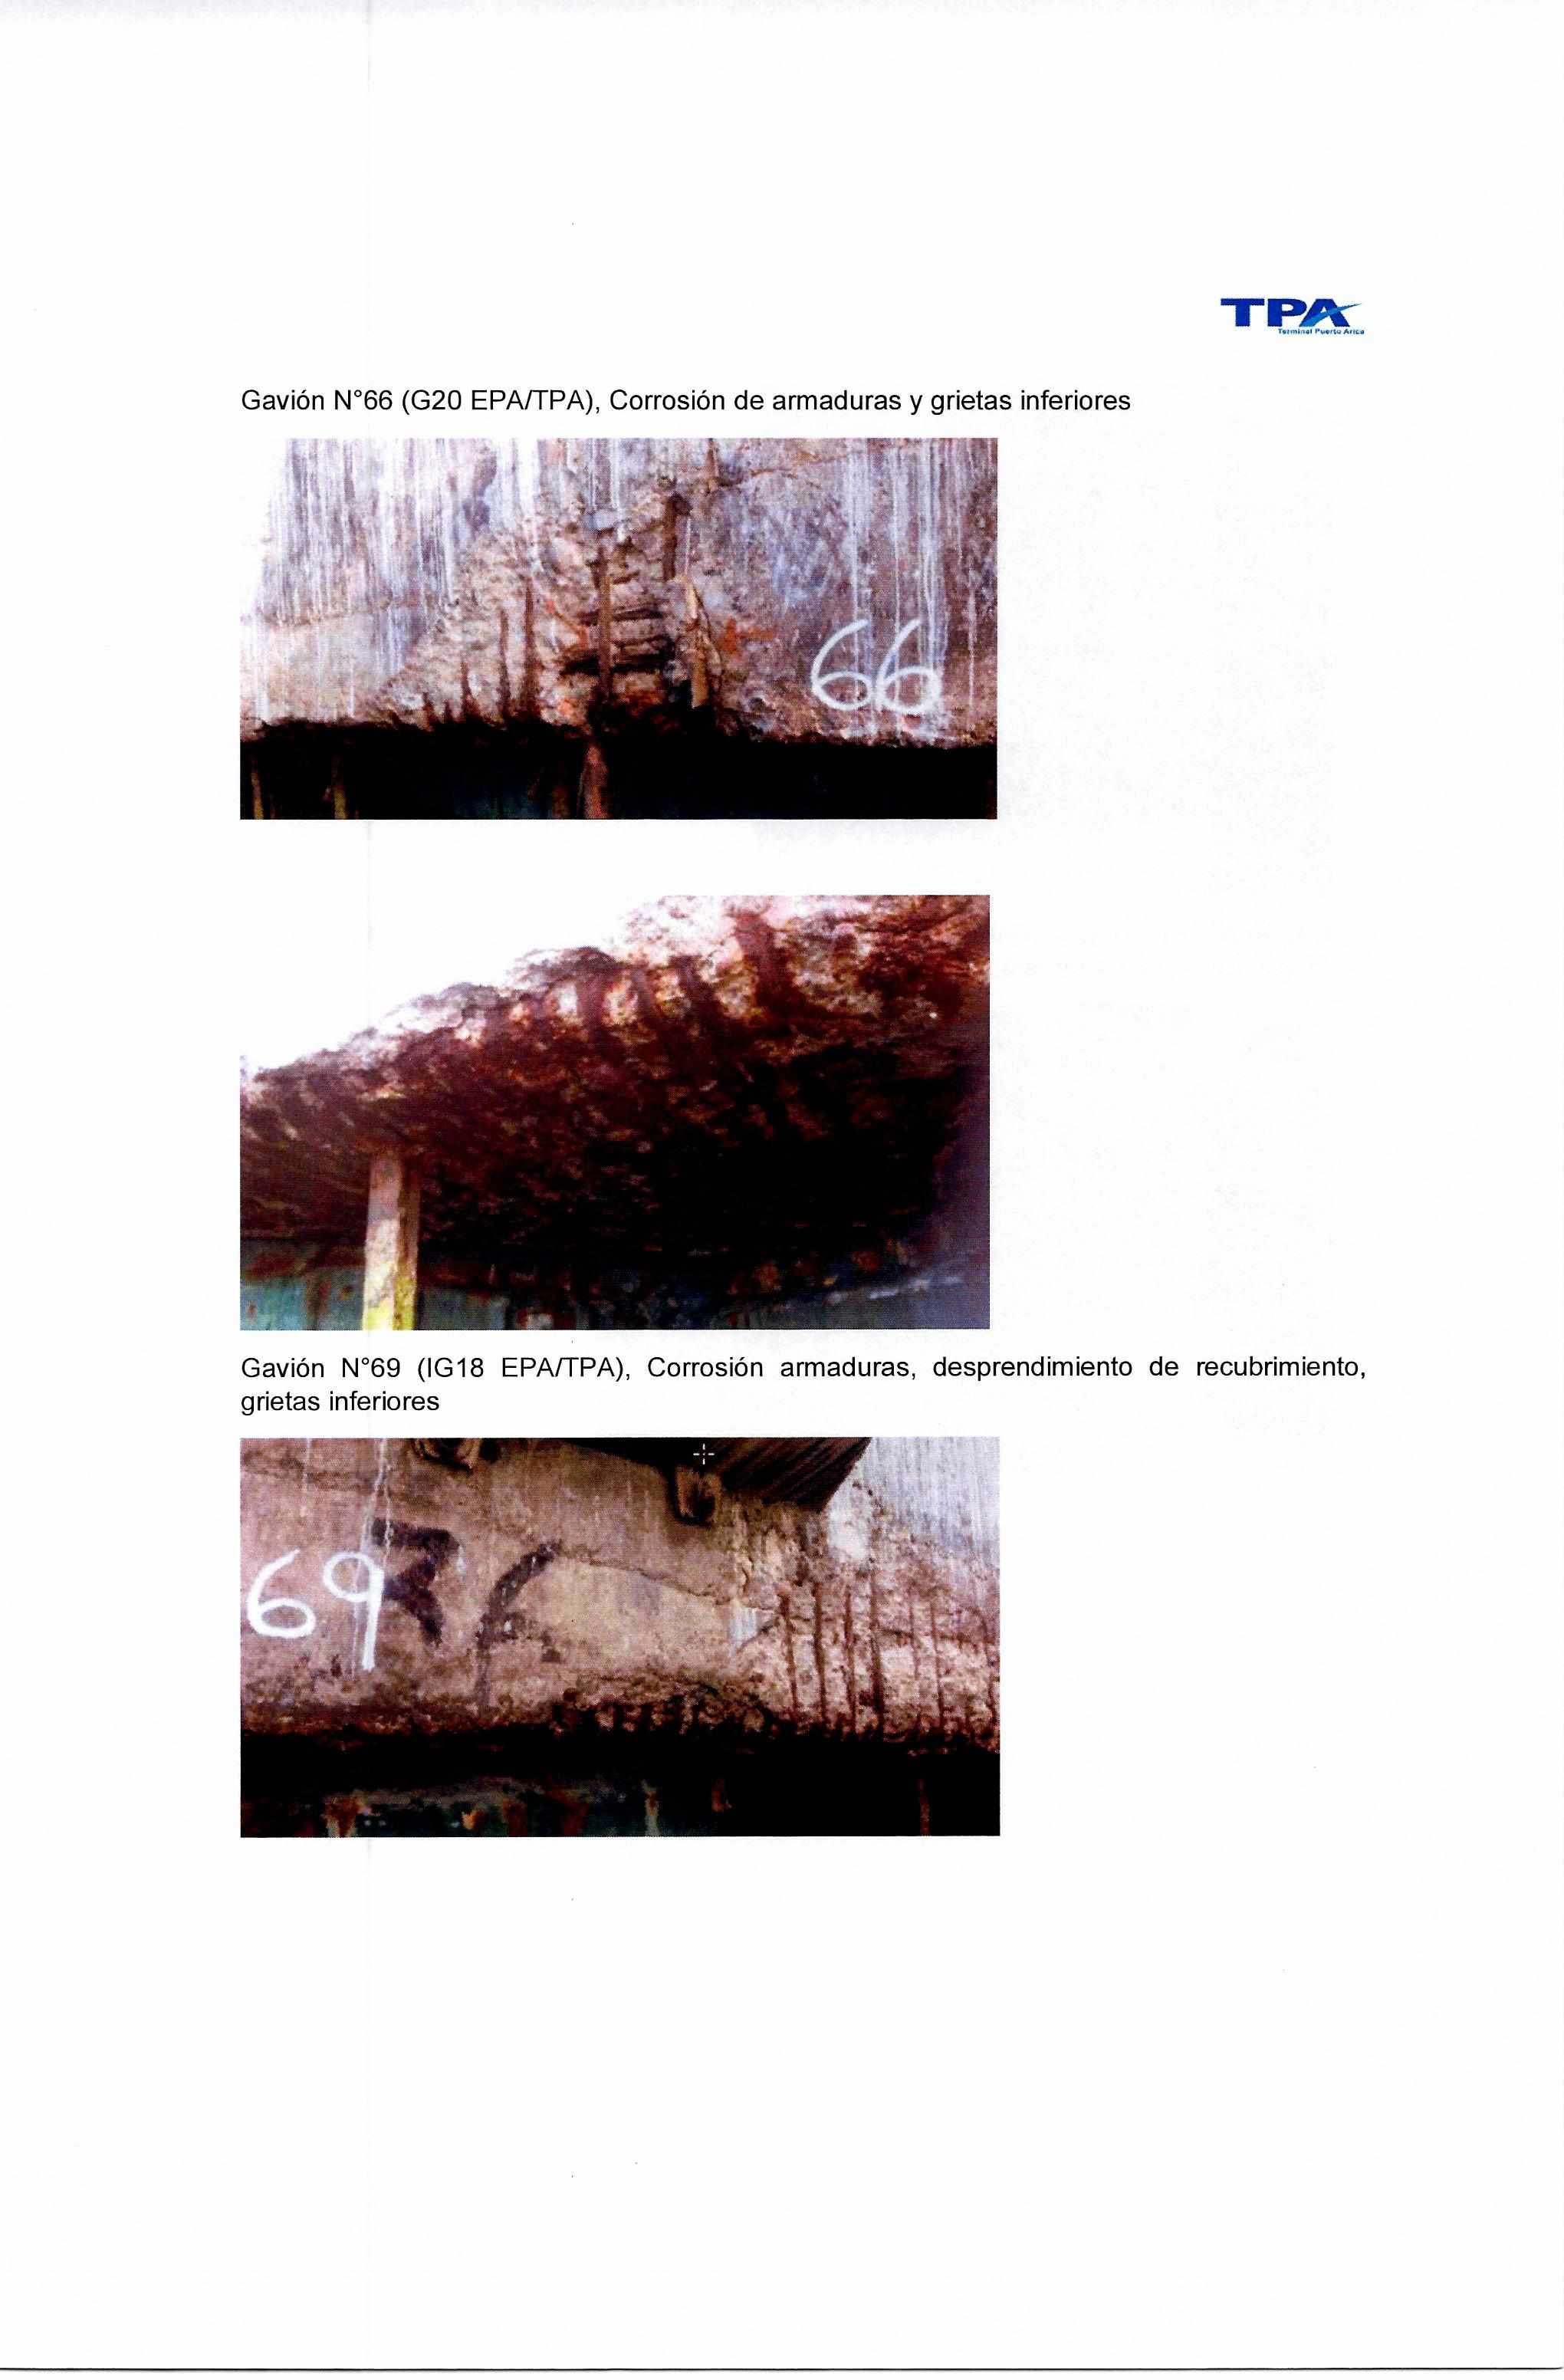 TPA
Terminal Puerto Arica
Gavión N°66 (G20 EPA/TPA), Corrosión de armaduras y grietas inferiores
66
Gavión N°69 (IG18 EPA/TPA), Corrosión armaduras, desprendimiento de recubrimiento,
grietas inferiores
69